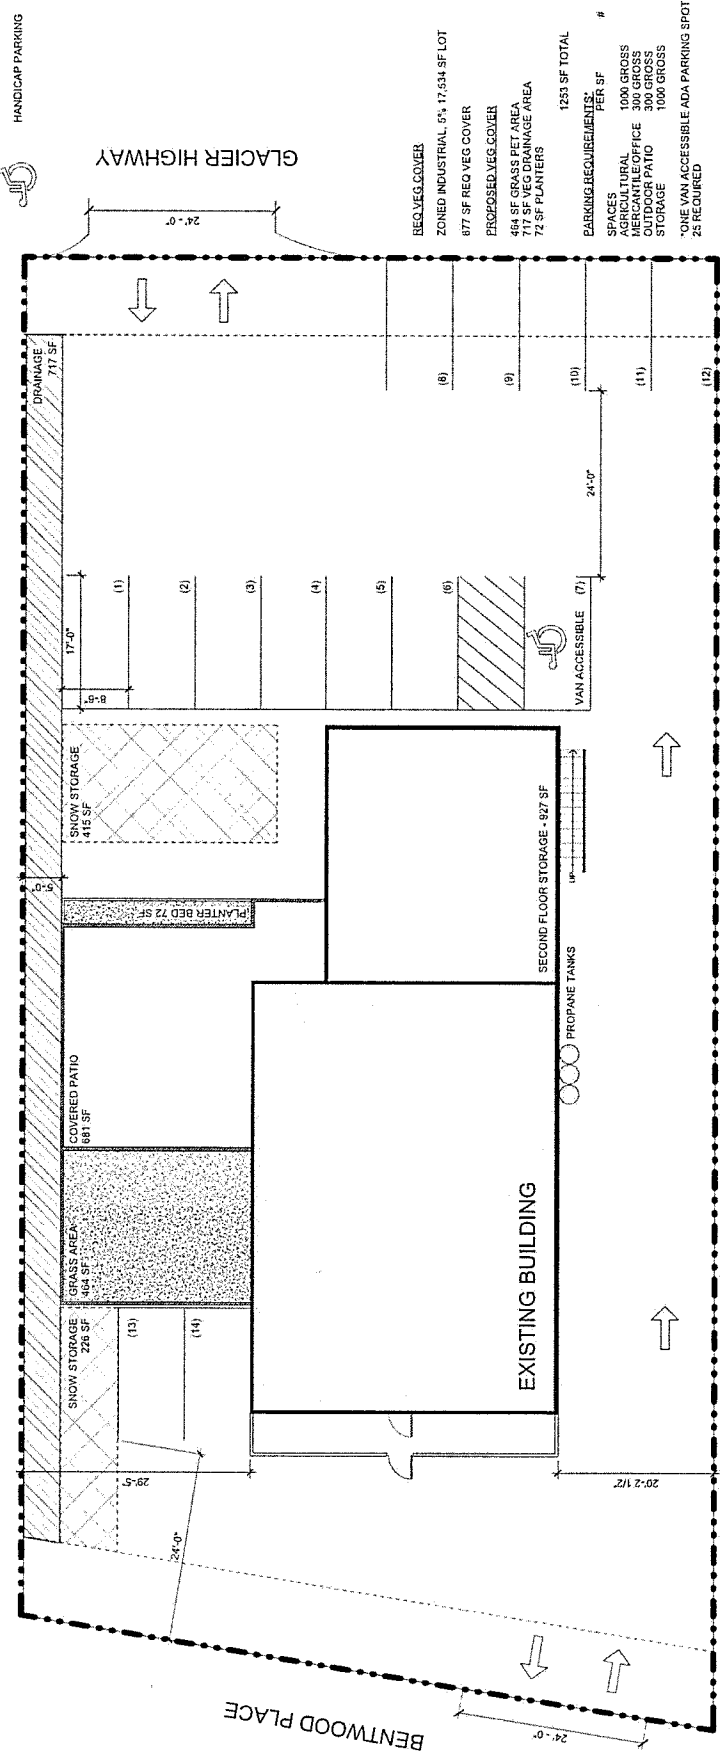 HANDICAP PARKING
GLACIER HIGHWAY
24'-0"
REQ VEG COVER
ZONED INDUSTRIAL, 5% 17,534 SF LOT
877 SF REQ VEG COVER
PROPOSED VEG COVER
464 SF GRASS PET AREA
717 SF VEG DRAINAGE AREA
72 SF PLANTERS
1253 SF TOTAL
PARKING REQUIREMENTS*
SPACES PER SF #
AGRICULTURAL 1000 GROSS
MERCANTILE/OFFICE 300 GROSS
OUTDOOR PATIO 300 GROSS
STORAGE 1000 GROSS
*ONE VAN ACCESSIBLE ADA PARKING SPOT
25 REQUIRED
DRAINAGE
717 SF
(8)
(9)
(10)
(11)
(12)
24'-0"
17'-0"
8'-6"
(1)
(2)
(3)
(4)
(5)
(6)
(7)
VAN ACCESSIBLE
SNOW STORAGE
415 SF
5'-0"
PLANTER BED 72 SF
SECOND FLOOR STORAGE - 927 SF
UP
PROPANE TANKS
COVERED PATIO
681 SF
GRASS AREA
464 SF
EXISTING BUILDING
SNOW STORAGE
226 SF
(13)
(14)
29'-5"
24'-0"
20'-2 1/2"
BENTWOOD PLACE
24'-0"